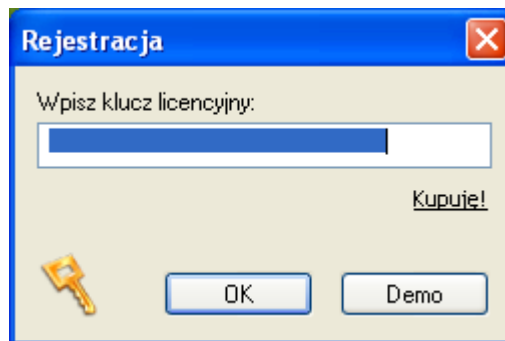 Rejestracja
Wpisz klucz licencyjny:
Kupuję!
OK
Demo